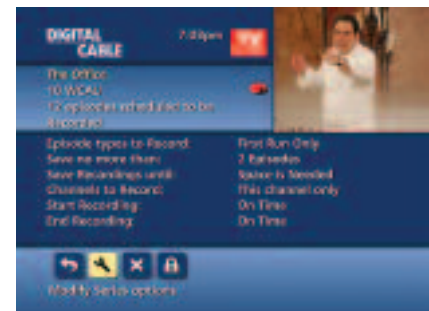 DIGITAL
CABLE
7:08pm
TV
The Office
10 WCAU
12 episodes scheduled to be
Recorded
Episode types to Record: First Run Only
Save no more than: 7 Episodes
Save Recordings until: Space is Needed
Channels to Record: This channel only
Start Recording: On Time
End Recording: On Time
Modify Series options